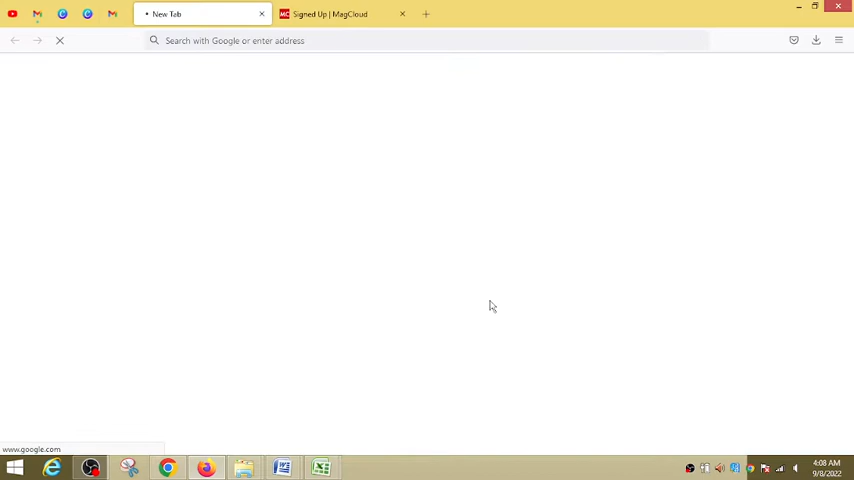 New Tab
MC Signed Up | MagCloud
Search with Google or enter address
www.google.com
4:08 AM
9/8/2022